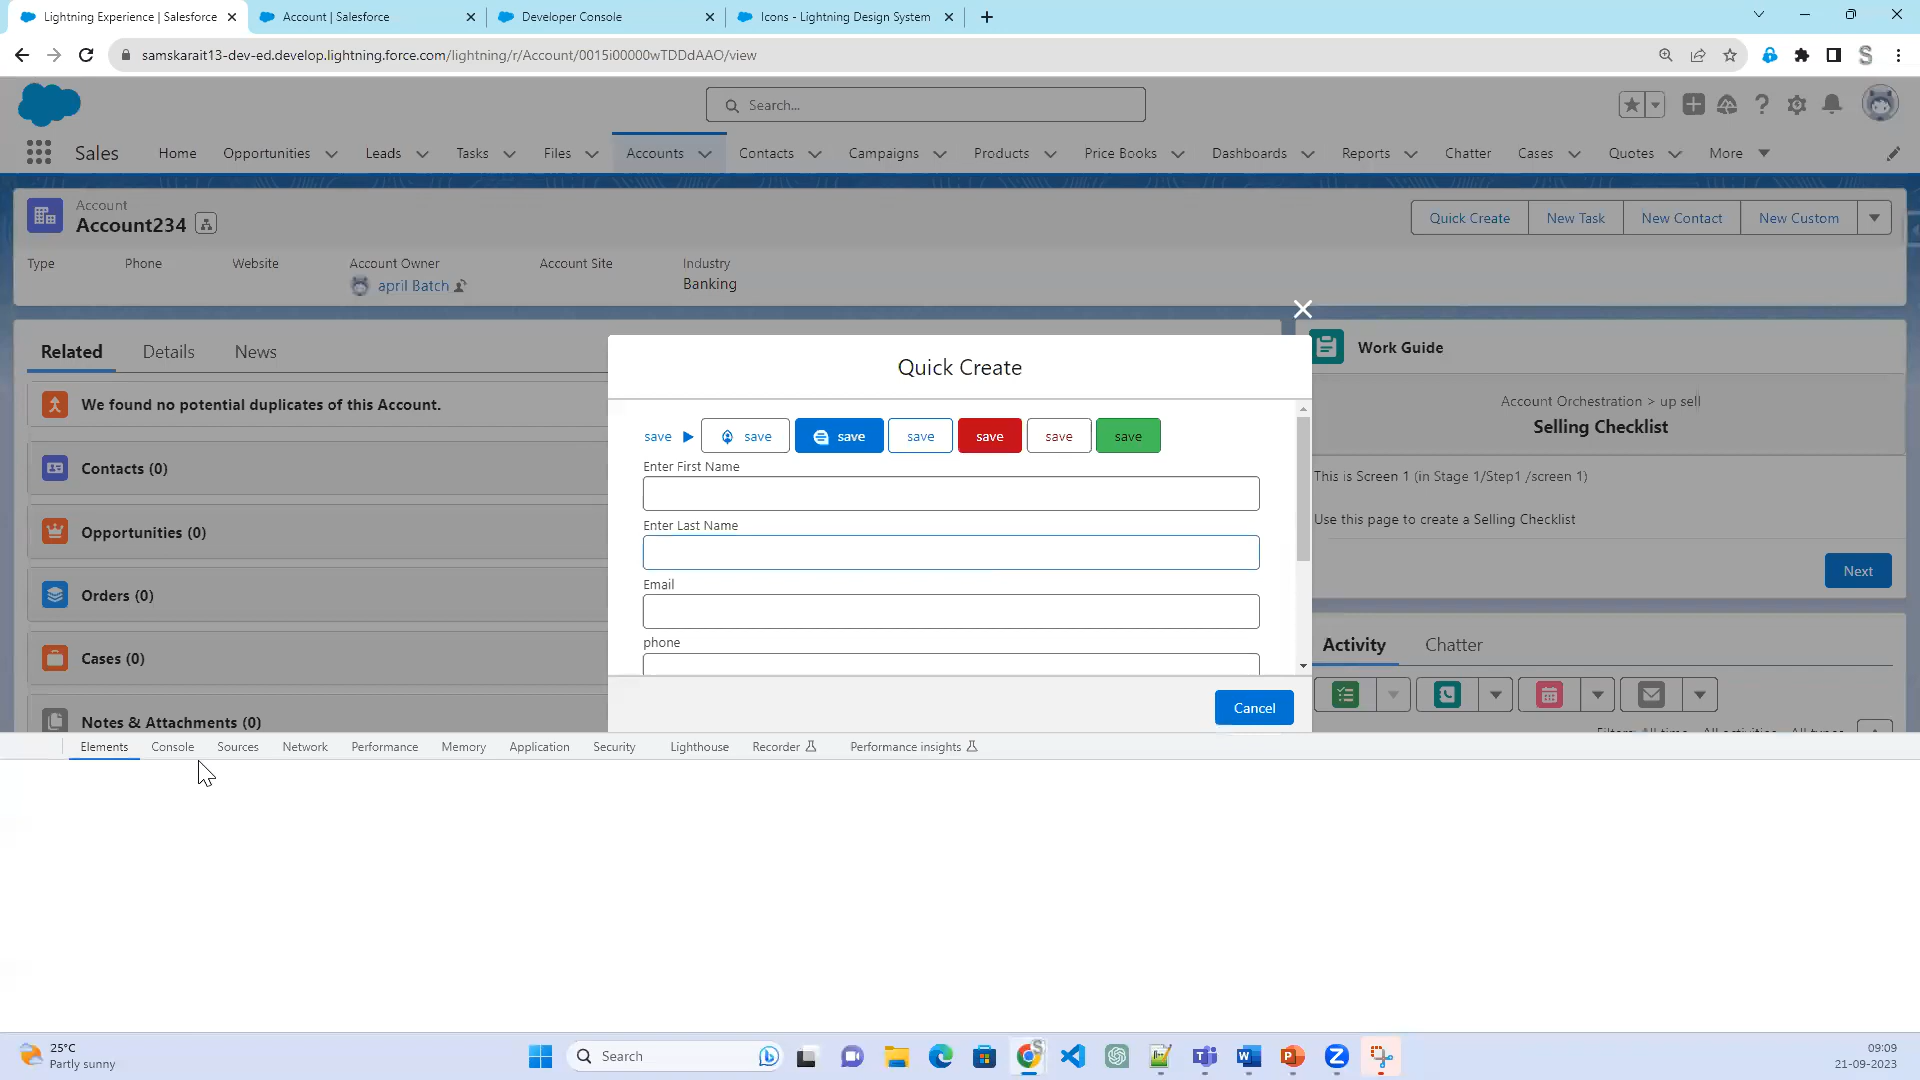 Lightning Experience | Salesforce
Account | Salesforce
Developer Console
Icons - Lightning Design System
samskarait13-dev-ed.develop.lightning.force.com/lightning/r/Account/0015i00000wTDDdAAO/view
Search...
Sales
Home
Opportunities
Leads
Tasks
Files
Accounts
Contacts
Campaigns
Products
Price Books
Dashboards
Reports
Chatter
Cases
Quotes
More
Account
Account234
Quick Create
New Task
New Contact
New Custom
Type
Phone
Website
Account Owner
april Batch
Account Site
Industry
Banking
Related
Details
News
We found no potential duplicates of this Account.
Contacts (0)
Opportunities (0)
Orders (0)
Cases (0)
Notes & Attachments (0)
Quick Create
save
save
save
save
save
save
save
Enter First Name
Enter Last Name
Email
phone
Cancel
Work Guide
Account Orchestration > up sell
Selling Checklist
This is Screen 1 (in Stage 1/Step1 /screen 1)
Use this page to create a Selling Checklist
Next
Activity
Chatter
Filters: All time · All activities · All types
Elements
Console
Sources
Network
Performance
Memory
Application
Security
Lighthouse
Recorder
Performance insights
25°C
Partly sunny
Search
09:09
21-09-2023